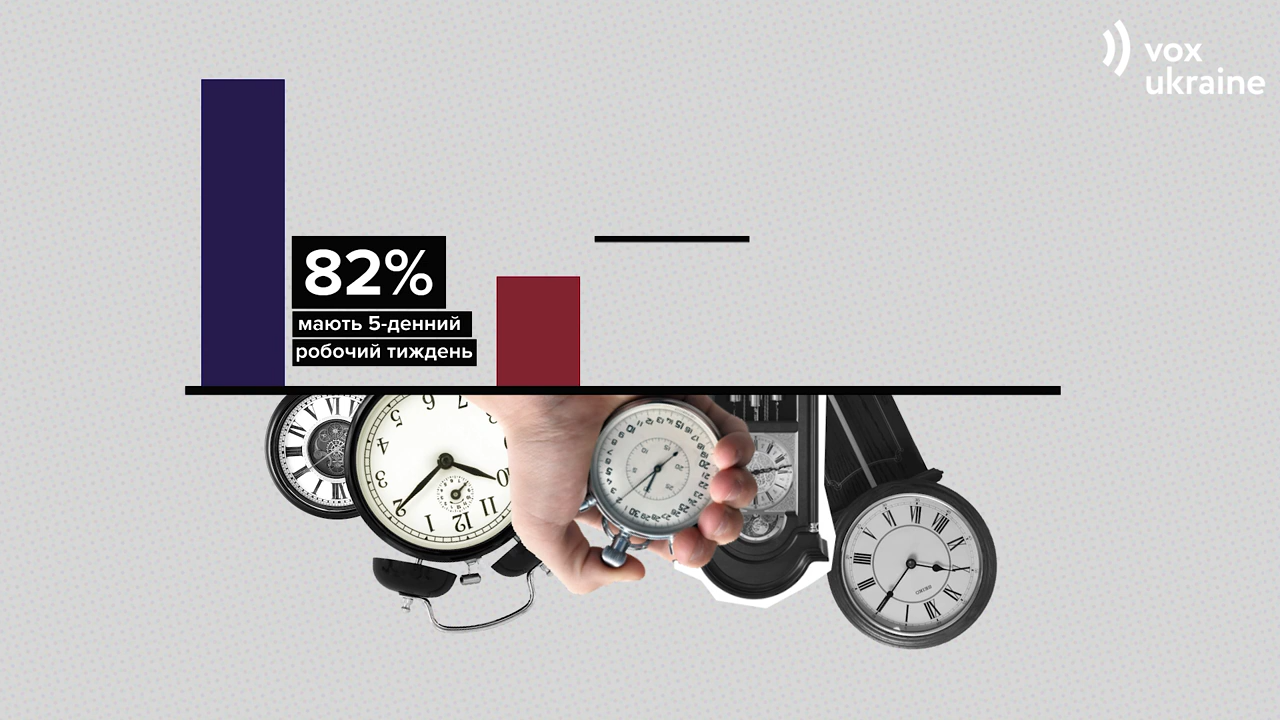 vox
ukraine
82%
мають 5-денний
робочий тиждень